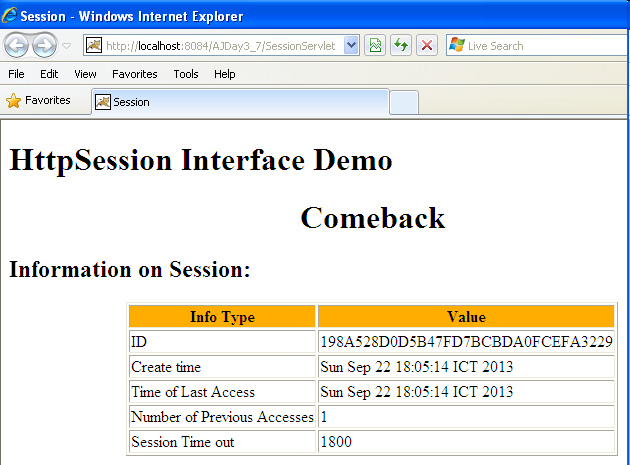 Session - Windows Internet Explorer
http://localhost:8084/AJDay3_7/SessionServlet
Live Search
File Edit View Favorites Tools Help
Favorites
Session
HttpSession Interface Demo
Comeback
Information on Session:
Info Type Value
ID 198A528D0D5B47FD7BCBDA0FCEFA3229
Create time Sun Sep 22 18:05:14 ICT 2013
Time of Last Access Sun Sep 22 18:05:14 ICT 2013
Number of Previous Accesses 1
Session Time out 1800